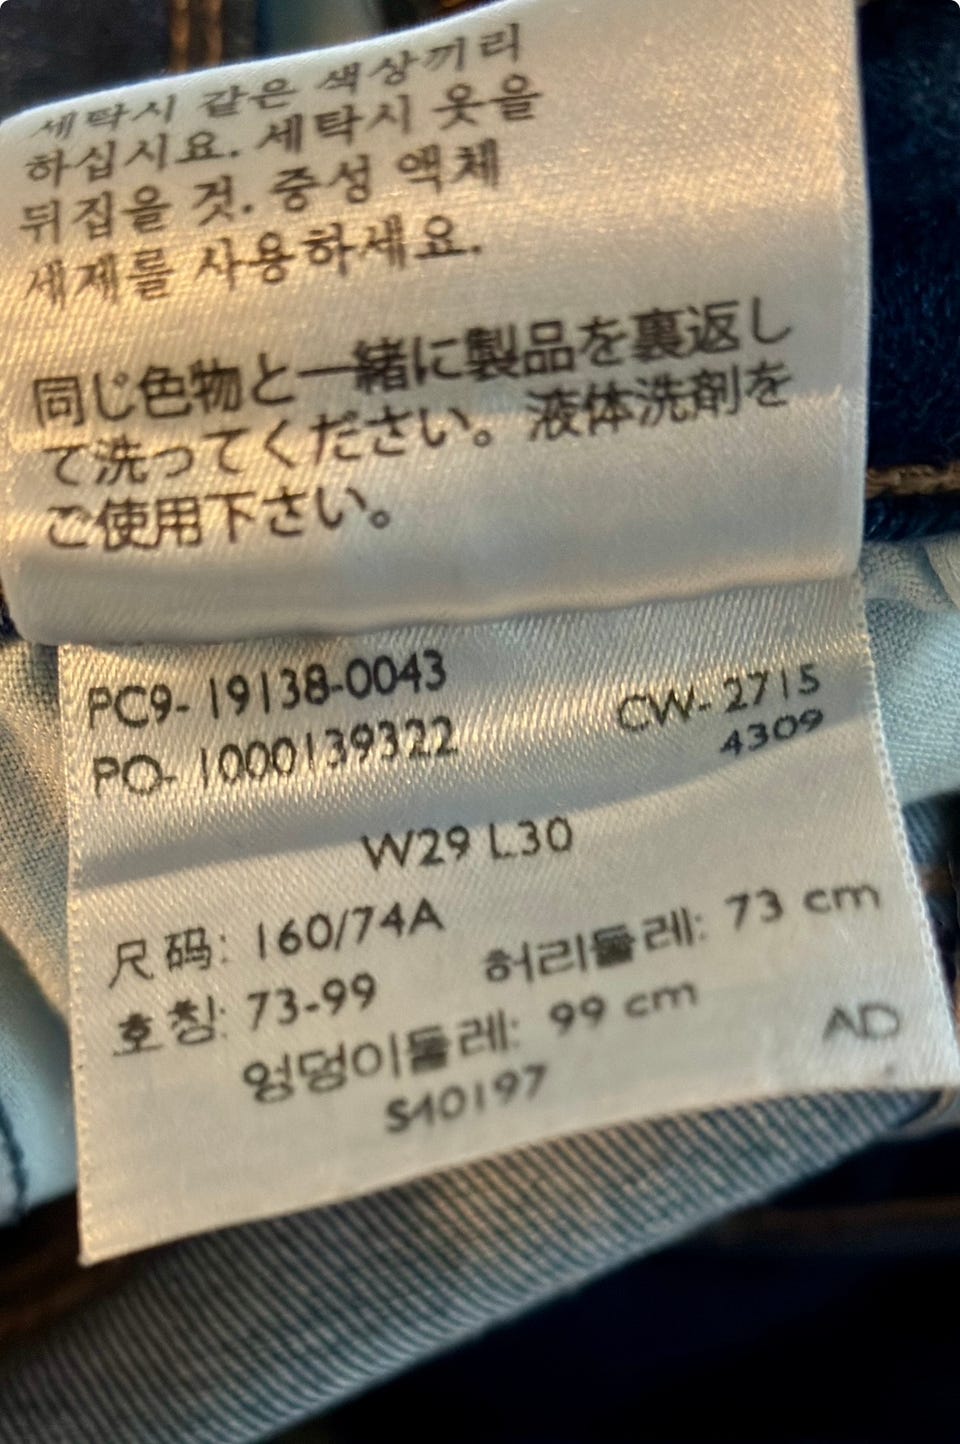 세탁시 같은 색상끼리
하십시요. 세탁시 옷을
뒤집을 것. 중성 액체
세제를 사용하세요.
同じ色物と一緒に製品を裏返し
て洗ってください。液体洗剤を
ご使用下さい。
PC9- 19138-0043
PO- 1000139322
CW- 2715
4309
W29 L30
尺码: 160/74A
허리둘레: 73 cm
호칭: 73-99
엉덩이둘레: 99 cm
AD
S40197